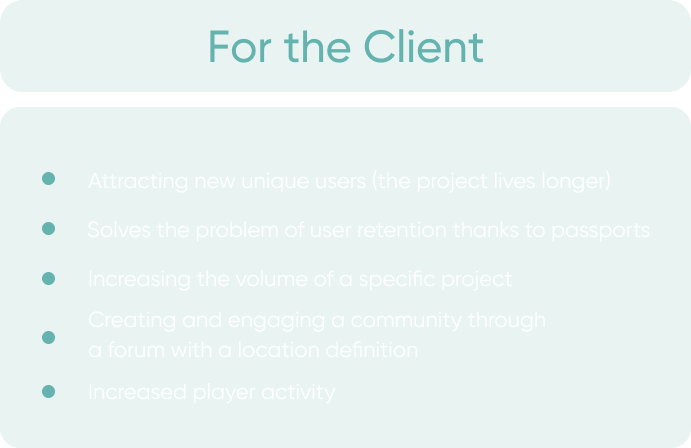 For the Client
Attracting new unique users (the project lives longer)
Solves the problem of user retention thanks to passports
Increasing the volume of a specific project
Creating and engaging a community through
a forum with a location definition
Increased player activity